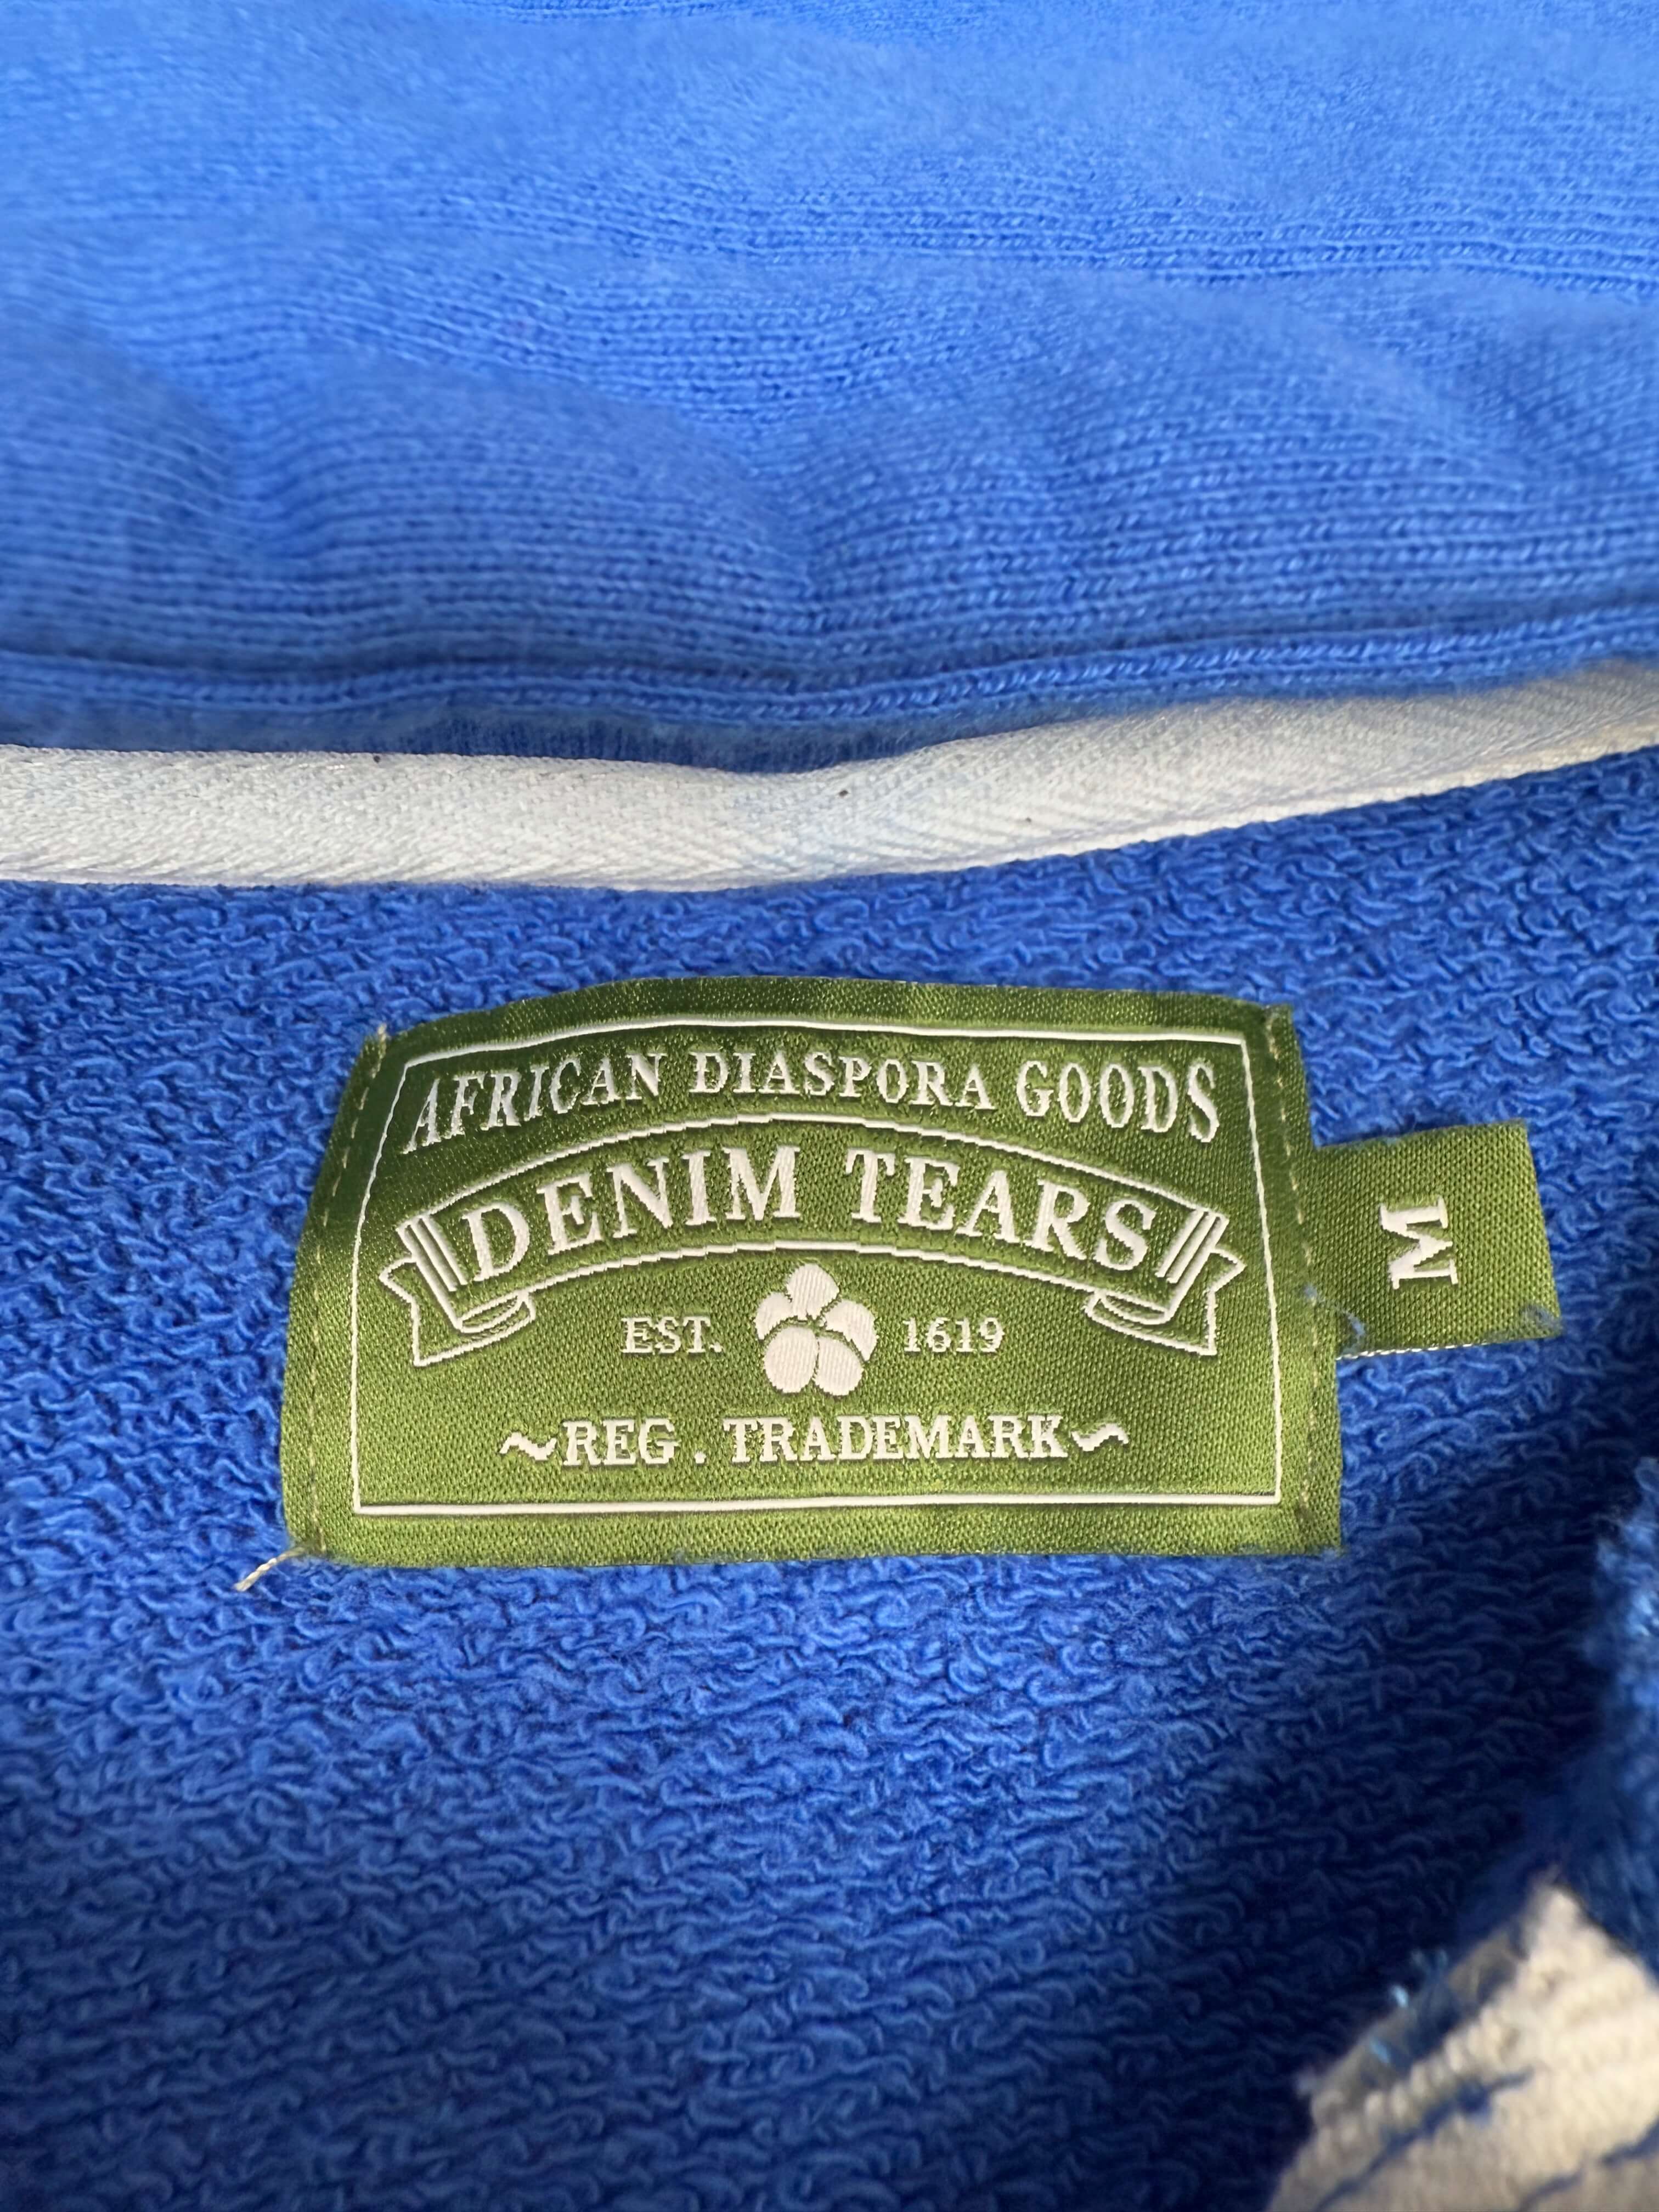 AFRICAN DIASPORA GOODS
DENIM TEARS
EST. 1619
~REG. TRADEMARK~
M